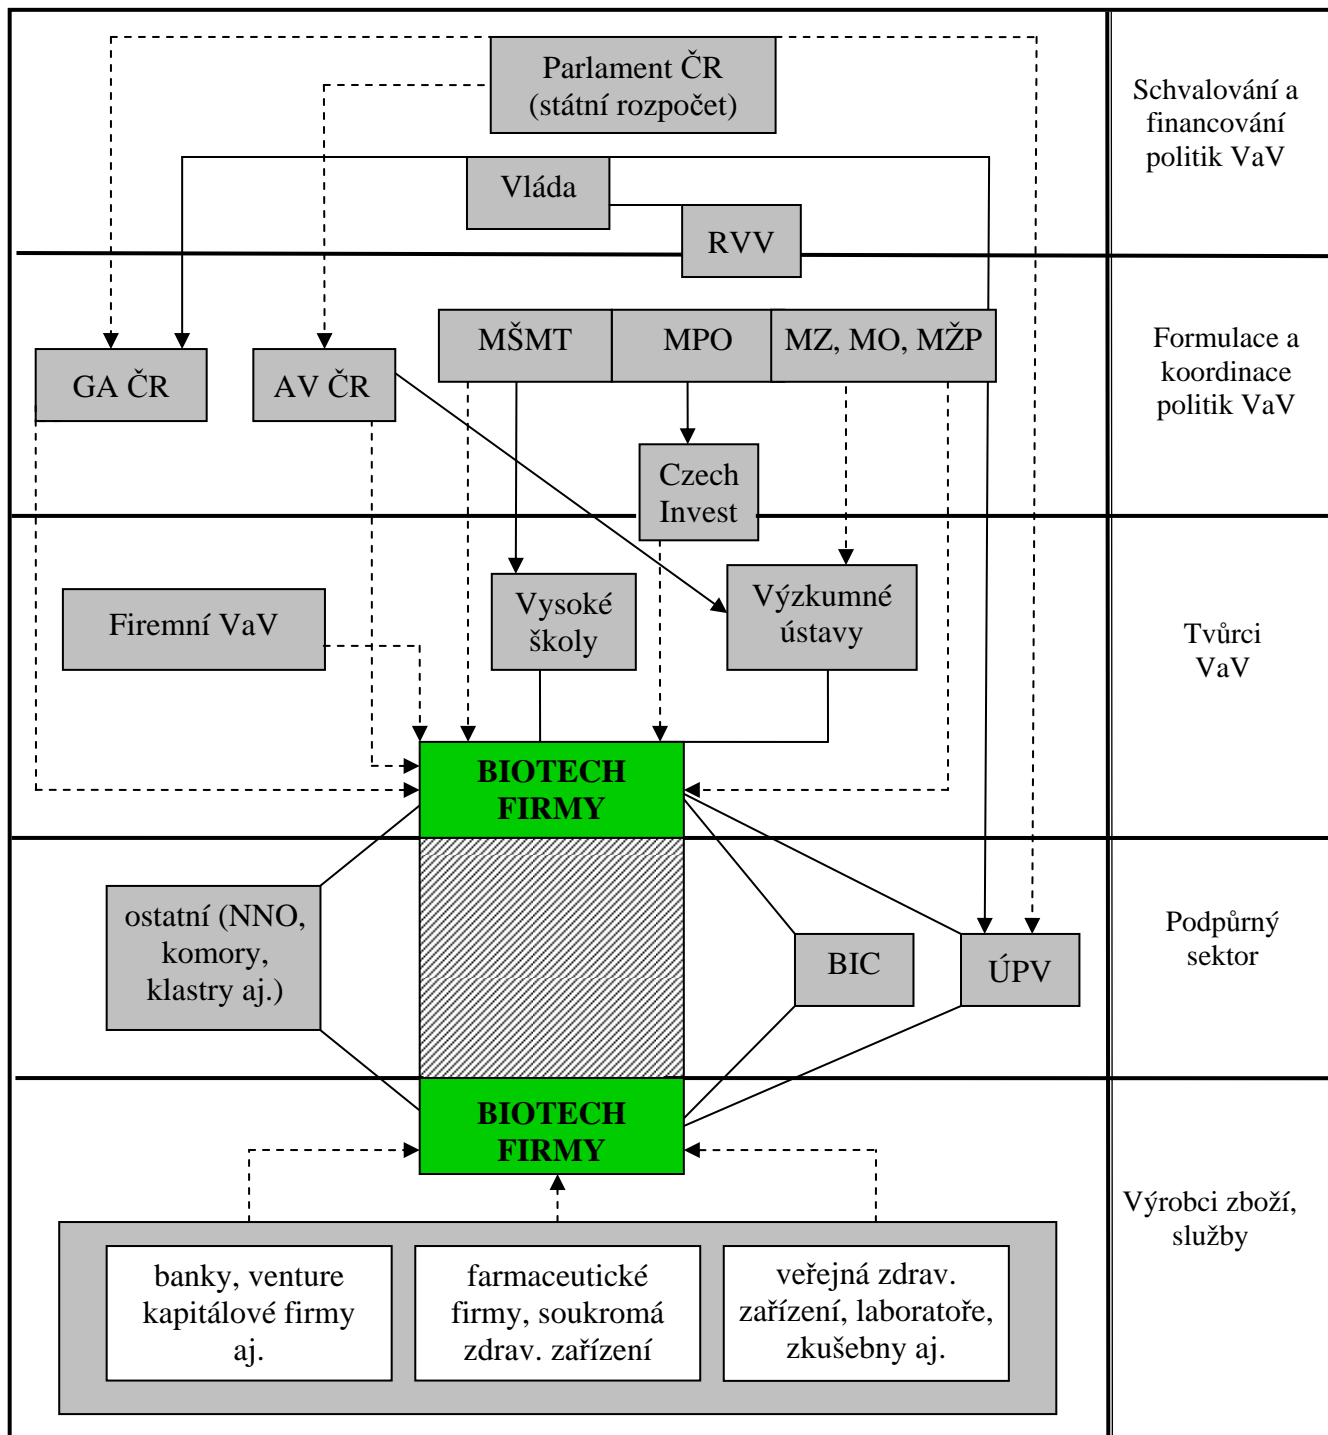 Parlament ČR
(státní rozpočet)
Schvalování a
financování
politik VaV
Vláda
RVV
MŠMT
MPO
MZ, MO, MŽP
GA ČR
AV ČR
Formulace a
koordinace
politik VaV
Czech
Invest
Firemní VaV
Vysoké
školy
Výzkumné
ústavy
Tvůrci
VaV
BIOTECH
FIRMY
ostatní (NNO,
komory,
klastry aj.)
BIC
ÚPV
Podpůrný
sektor
BIOTECH
FIRMY
Výrobci zboží,
služby
banky, venture
kapitálové firmy
aj.
farmaceutické
firmy, soukromá
zdrav. zařízení
veřejná zdrav.
zařízení, laboratoře,
zkušebny aj.